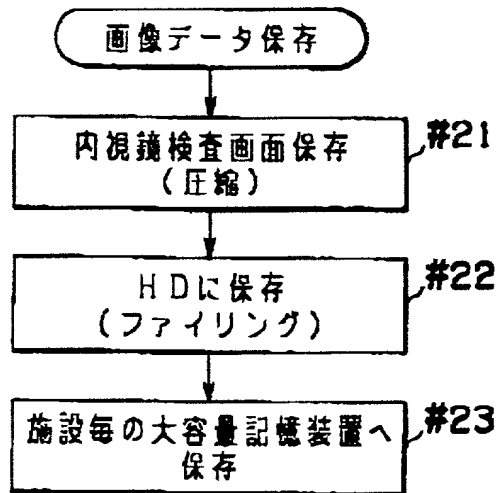 画像データ保存
内視鏡検査画面保存
(圧縮)
#21
HDに保存
(ファイリング)
#22
施設毎の大容量記憶装置へ
保存
#23